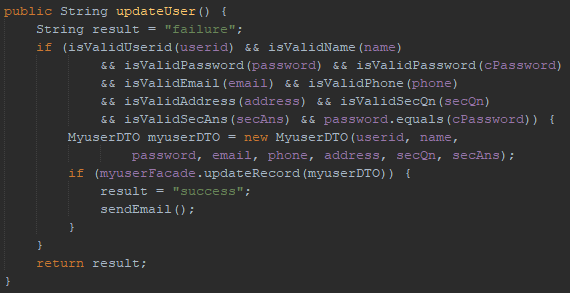 public String updateUser() {
    String result = "failure";
    if (isValidUserid(userid) && isValidName(name)
            && isValidPassword(password) && isValidPassword(cPassword)
            && isValidEmail(email) && isValidPhone(phone)
            && isValidAddress(address) && isValidSecQn(secQn)
            && isValidSecAns(secAns) && password.equals(cPassword)) {
        MyuserDTO myuserDTO = new MyuserDTO(userid, name,
                password, email, phone, address, secQn, secAns);
        if (myuserFacade.updateRecord(myuserDTO)) {
            result = "success";
            sendEmail();
        }
    }
    return result;
}